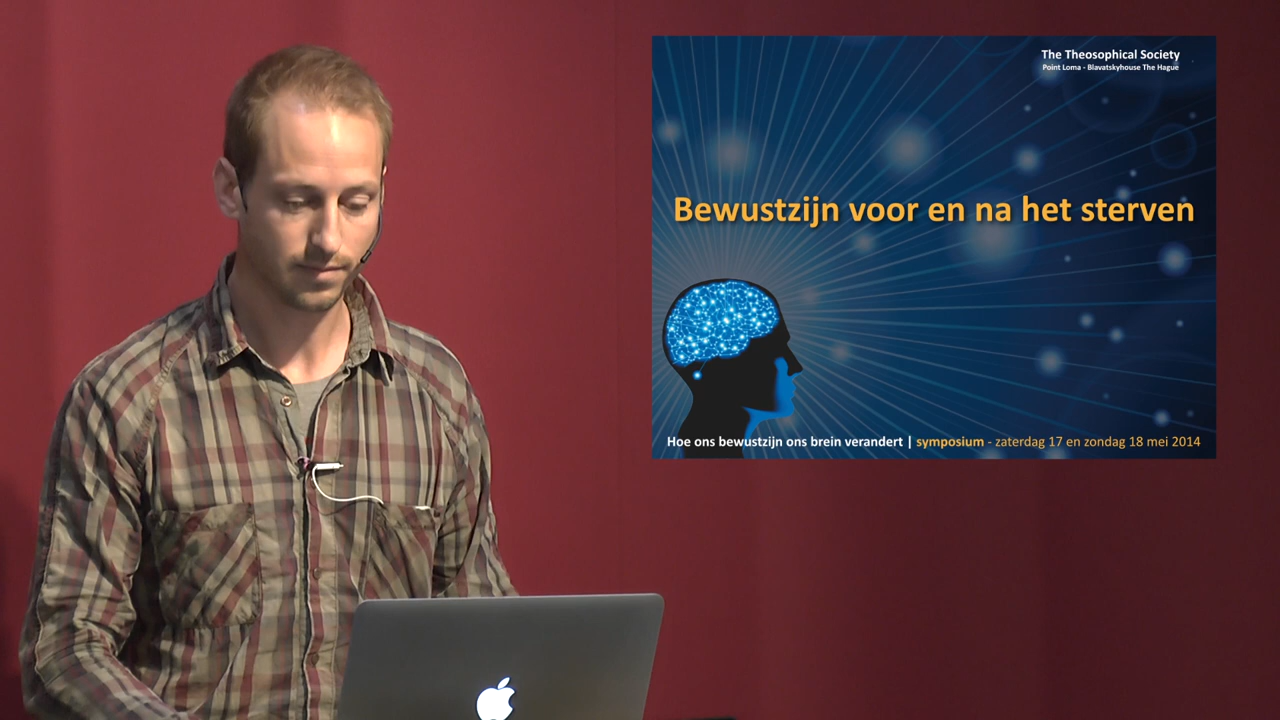 The Theosophical Society
Point Loma - Blavatskyhouse The Hague
Bewustzijn voor en na het sterven
Hoe ons bewustzijn ons brein verandert | symposium - zaterdag 17 en zondag 18 mei 2014